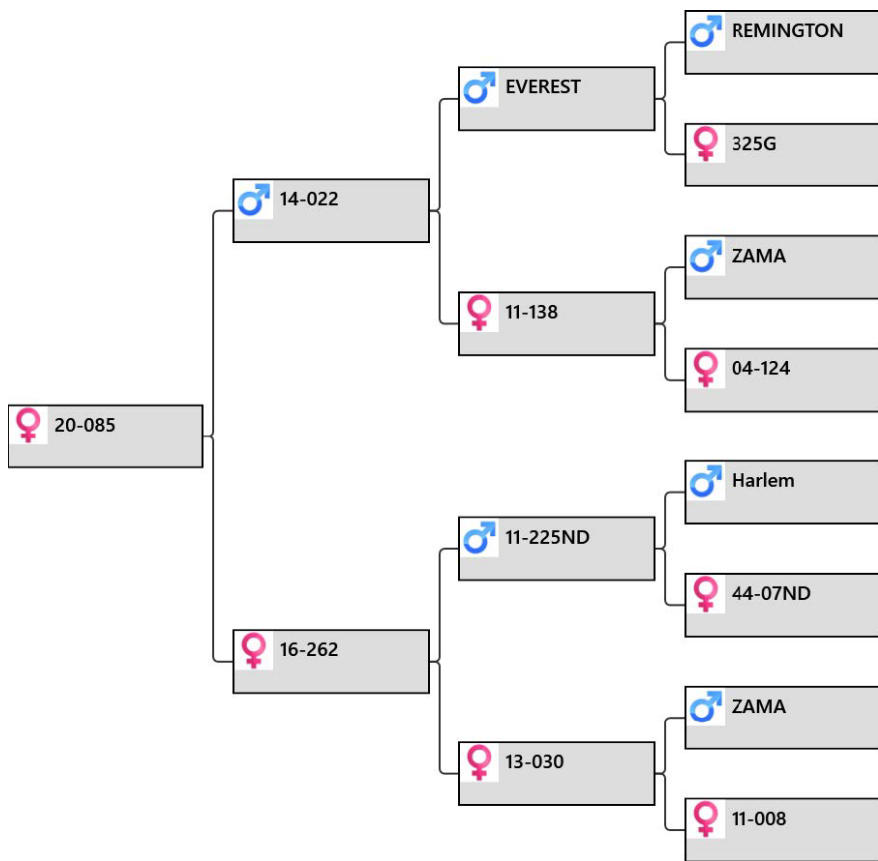 REMINGTON
EVEREST
325G
14-022
ZAMA
11-138
04-124
20-085
Harlem
11-225ND
44-07ND
16-262
ZAMA
13-030
11-008